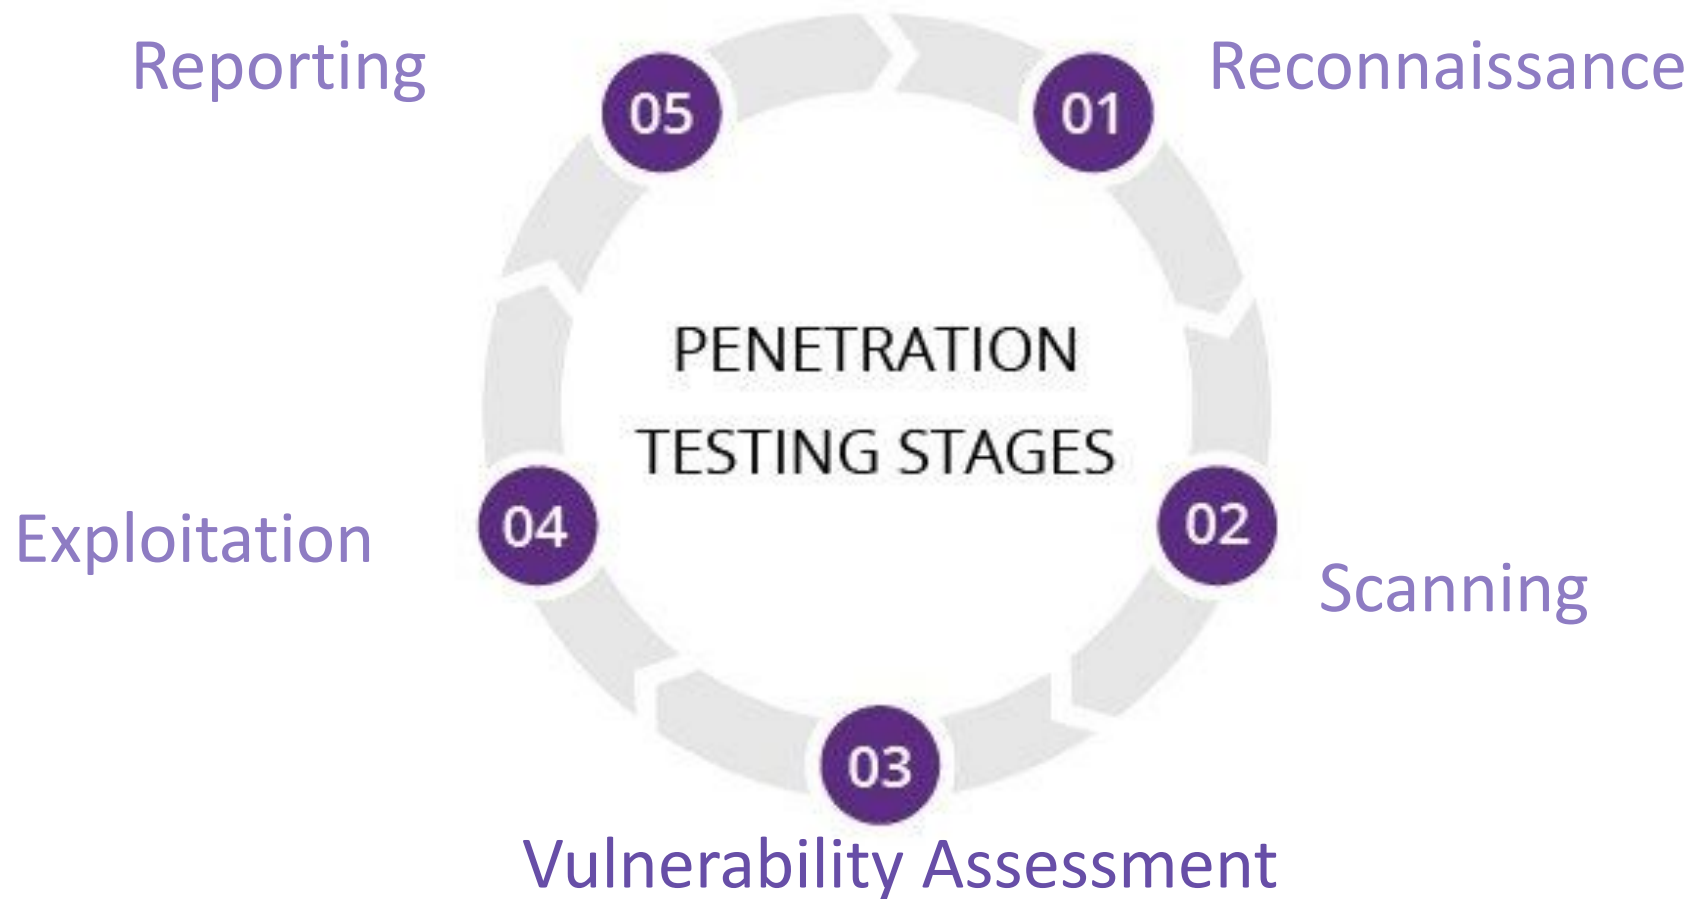 Reporting
05
01
Reconnaissance
PENETRATION
TESTING STAGES
Exploitation
04
02
Scanning
03
Vulnerability Assessment